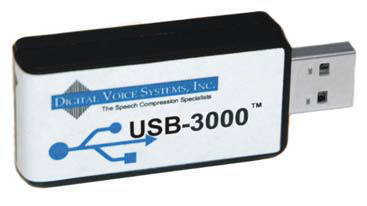 DIGITAL VOICE SYSTEMS, INC.
The Speech Compression Specialists
USB-3000™